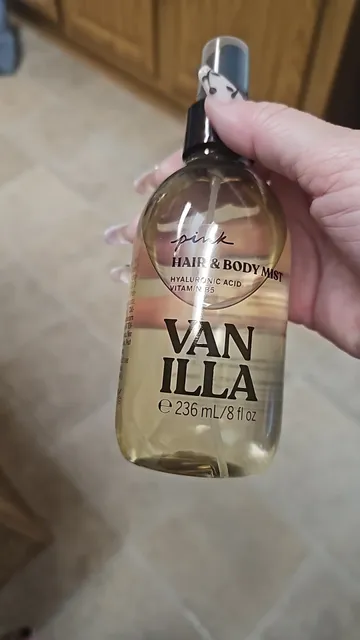 pink
HAIR & BODY MIST
HYALURONIC ACID
VITAMIN B5
VAN
ILLA
℮ 236 mL/8 fl oz